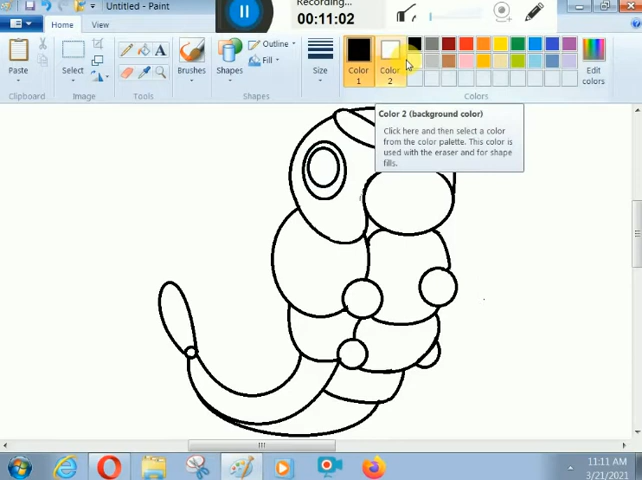 Recording...
00:11:02
Untitled - Paint
Home
View
Paste
Select
Brushes
Shapes
Outline
Fill
Size
Color
1
Color
2
Edit
colors
Clipboard
Image
Tools
Shapes
Colors
Color 2 (background color)
Click here and then select a color
from the color palette. This color is
used with the eraser and for shape
fills.
11:11 AM
3/21/2021